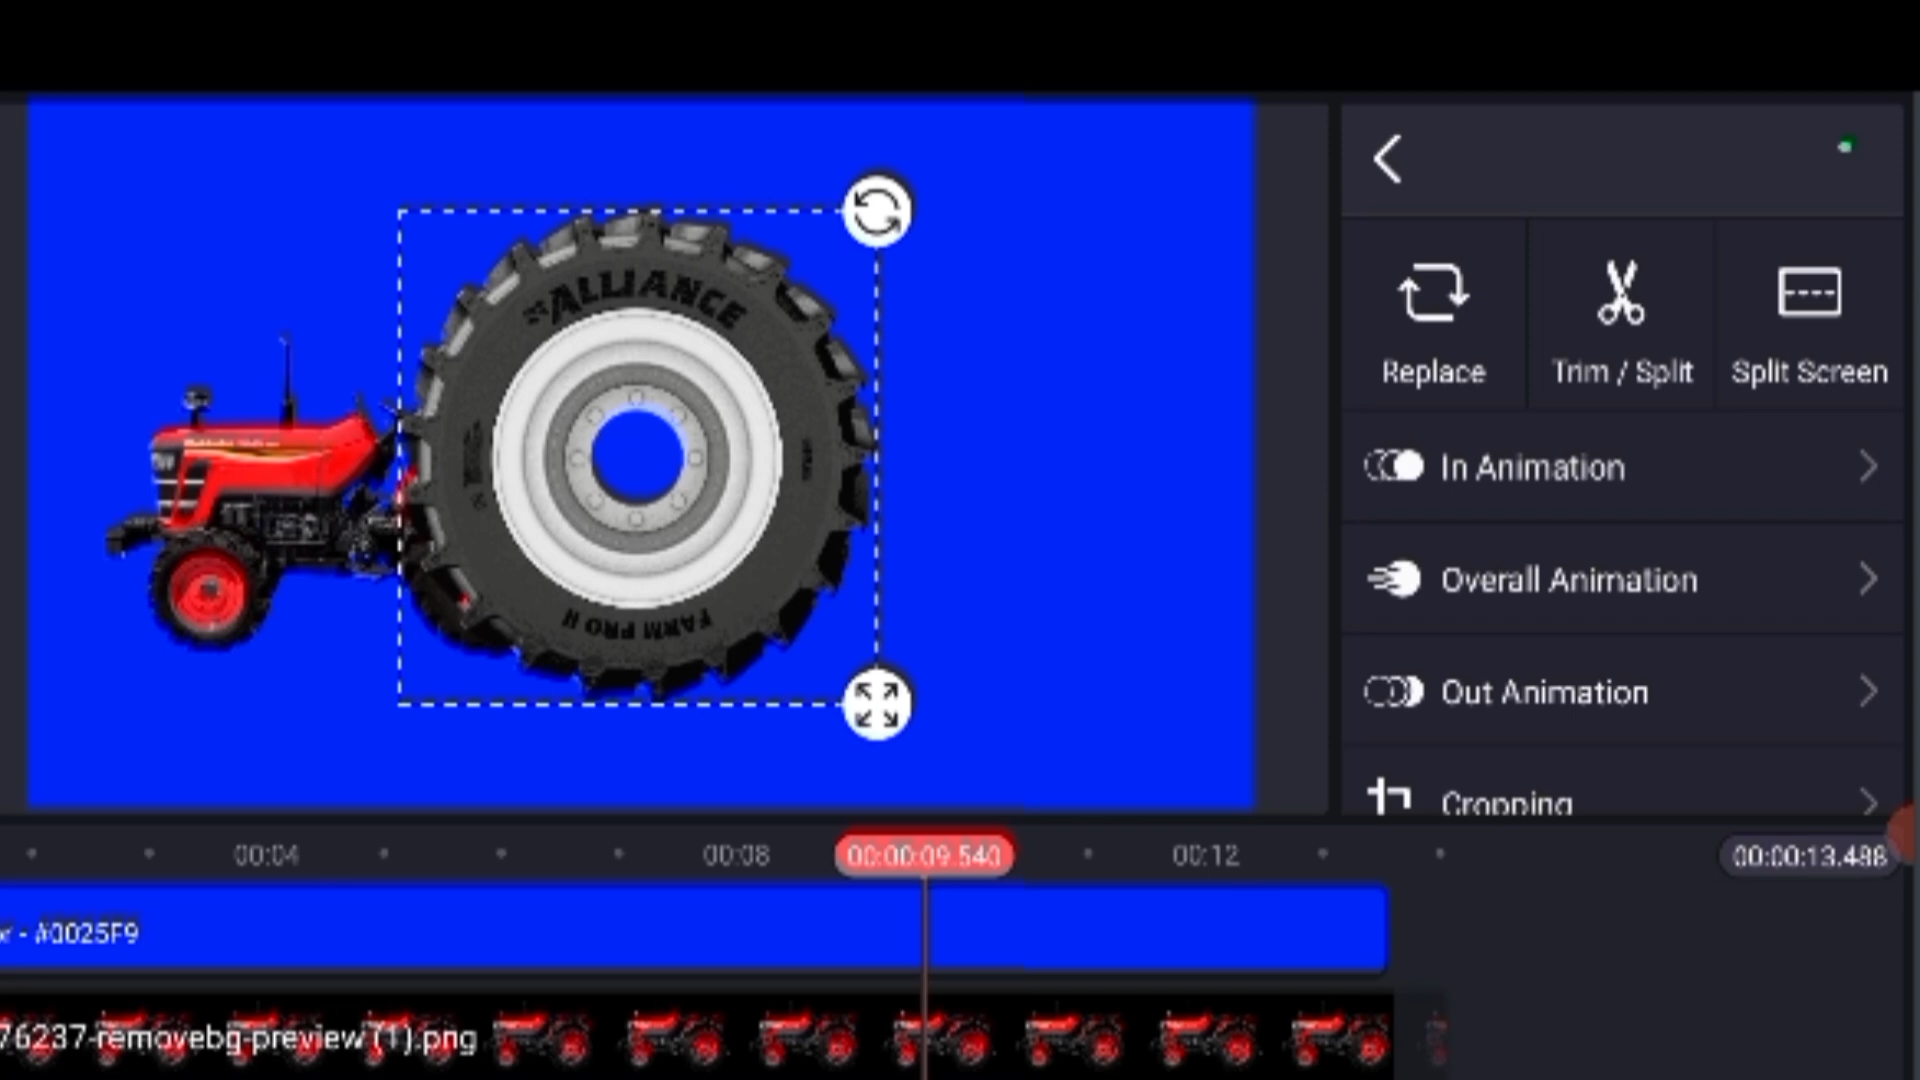 ALLIANCE
FARM PRO II
Replace
Trim / Split
Split Screen
In Animation
Overall Animation
Out Animation
Cropping
00:04
00:08
00:00:09.540
00:12
00:00:13.488
r - #0025F9
76237-removebg-preview (1).png